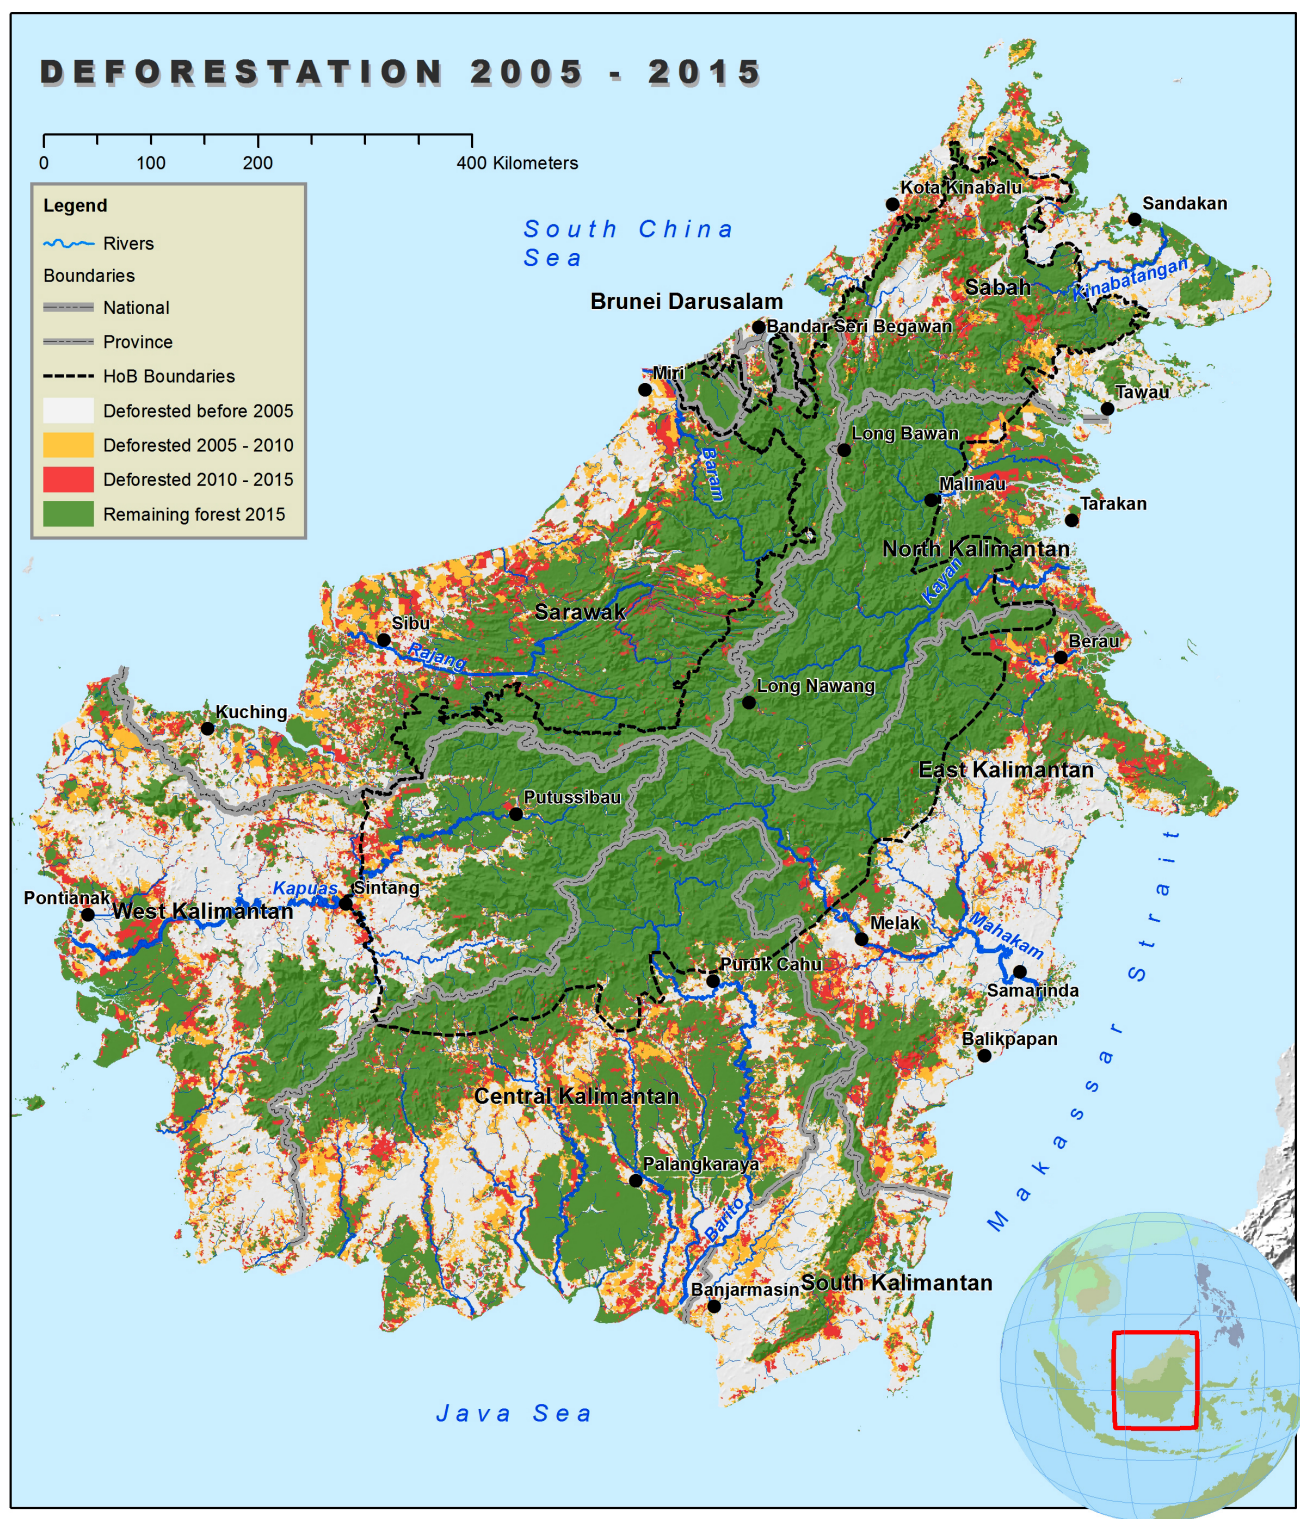 DEFORESTATION 2005 - 2015
0 100 200 400 Kilometers
Legend
Rivers
Boundaries
National
Province
HoB Boundaries
Deforested before 2005
Deforested 2005 - 2010
Deforested 2010 - 2015
Remaining forest 2015
South China
Sea
Kota Kinabalu
Sandakan
Kinabatangan
Sabah
Brunei Darusalam
Bandar Seri Begawan
Miri
Tawau
Long Bawan
Baram
Malinau
Tarakan
North Kalimantan
Kayan
Sarawak
Sibu
Rajang
Berau
Long Nawang
Kuching
East Kalimantan
Putussibau
Kapuas
Sintang
Pontianak
West Kalimantan
Melak
Mahakam
Puruk Cahu
Samarinda
Balikpapan
Makassar Strait
Central Kalimantan
Palangkaraya
Barito
Banjarmasin
South Kalimantan
Java Sea